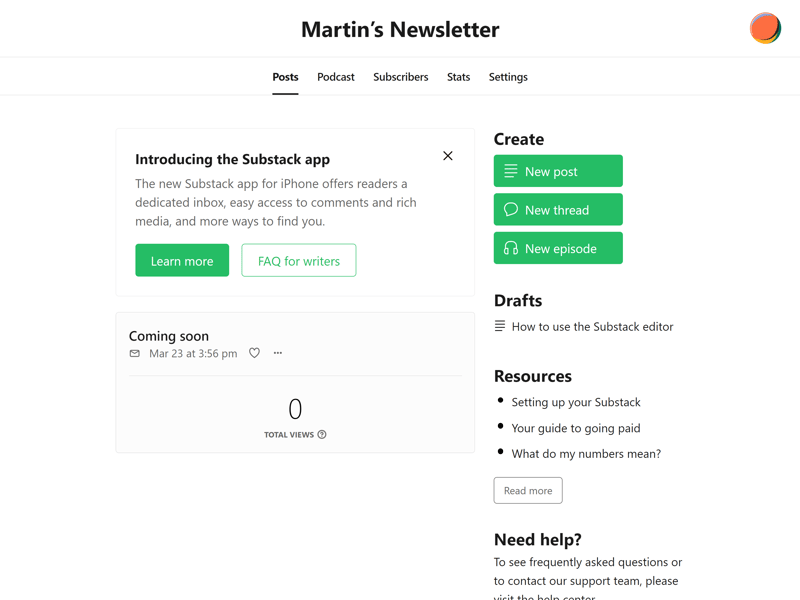 Martin's Newsletter
Posts Podcast Subscribers Stats Settings
Introducing the Substack app
The new Substack app for iPhone offers readers a
dedicated inbox, easy access to comments and rich
media, and more ways to find you.
Learn more
FAQ for writers
Coming soon
Mar 23 at 3:56 pm
0
TOTAL VIEWS
Create
New post
New thread
New episode
Drafts
How to use the Substack editor
Resources
Setting up your Substack
Your guide to going paid
What do my numbers mean?
Read more
Need help?
To see frequently asked questions or
to contact our support team, please
visit the help center